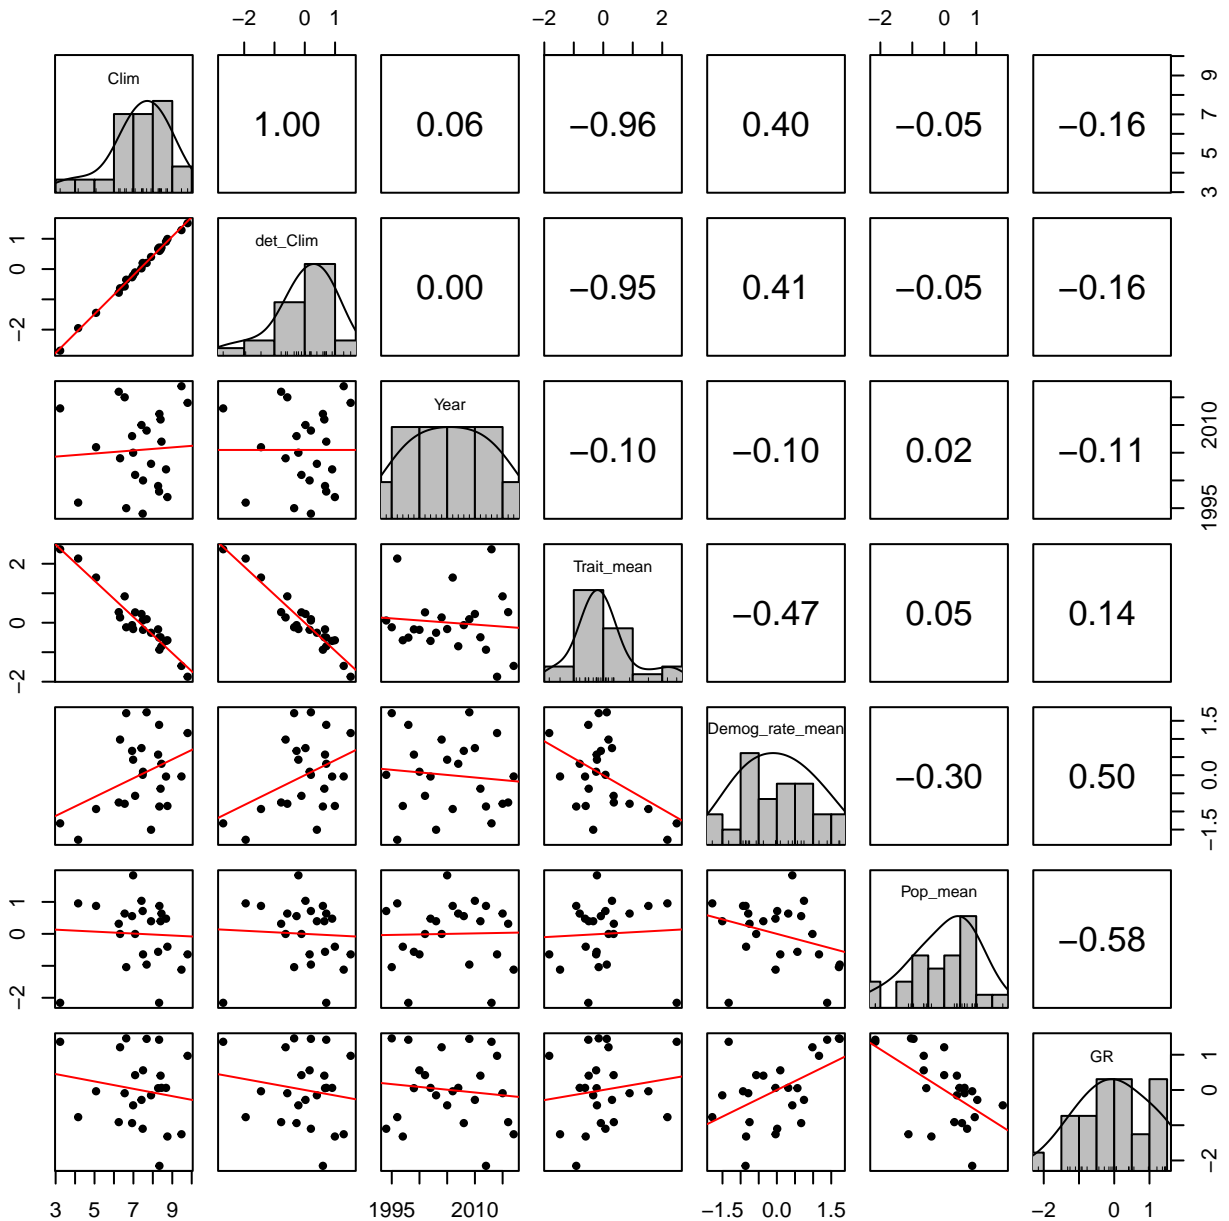 −2 0 1 −2 0 2 −2 0 1
Clim 1.00 0.06 −0.96 0.40 −0.05 −0.16 3 5 7 9
−2 0 1 det_Clim 0.00 −0.95 0.41 −0.05 −0.16
Year −0.10 −0.10 0.02 −0.11 1995 2010
−2 0 2 Trait_mean −0.47 0.05 0.14
Demog_rate_mean −0.30 0.50 −1.5 0.0 1.5
−2 0 1 Pop_mean −0.58
GR −2 0 1
3 5 7 9 1995 2010 −1.5 0.0 1.5 −2 0 1